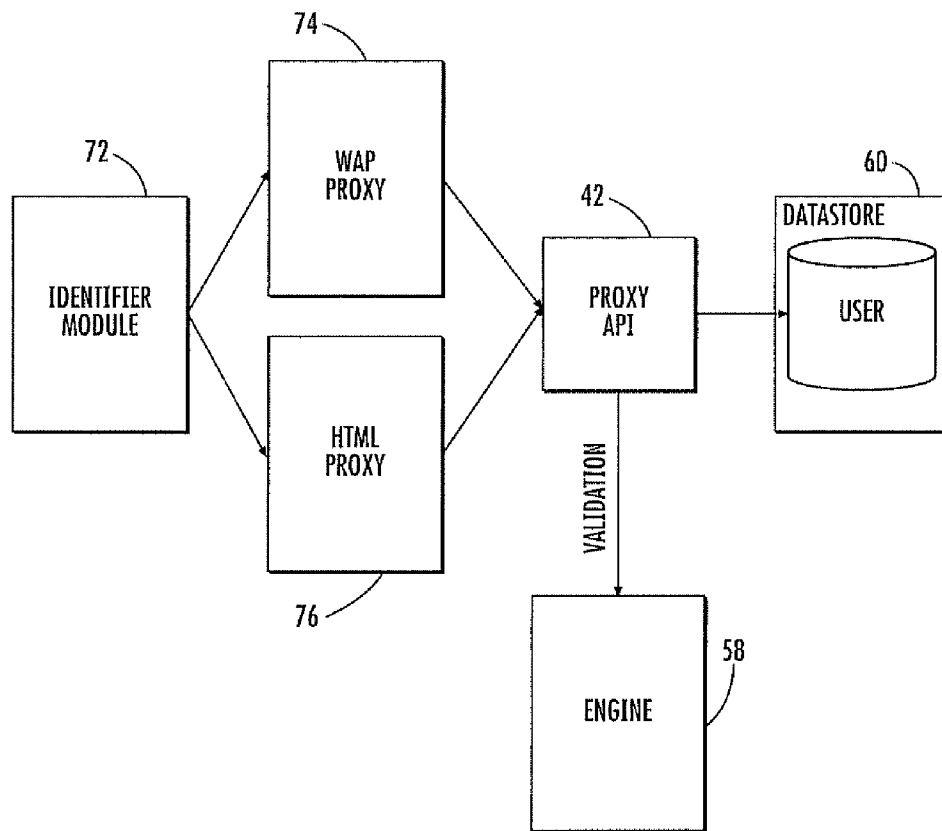 74
WAP
PROXY
72
IDENTIFIER
MODULE
42
PROXY
API
60
DATASTORE
USER
HTML
PROXY
76
VALIDATION
58
ENGINE